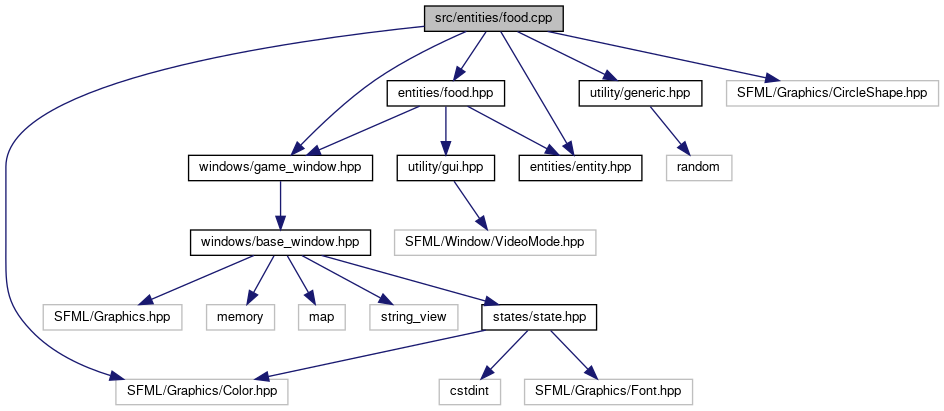 src/entities/food.cpp
entities/food.hpp
utility/generic.hpp
SFML/Graphics/CircleShape.hpp
windows/game_window.hpp
utility/gui.hpp
entities/entity.hpp
random
windows/base_window.hpp
SFML/Window/VideoMode.hpp
SFML/Graphics.hpp
memory
map
string_view
states/state.hpp
SFML/Graphics/Color.hpp
cstdint
SFML/Graphics/Font.hpp